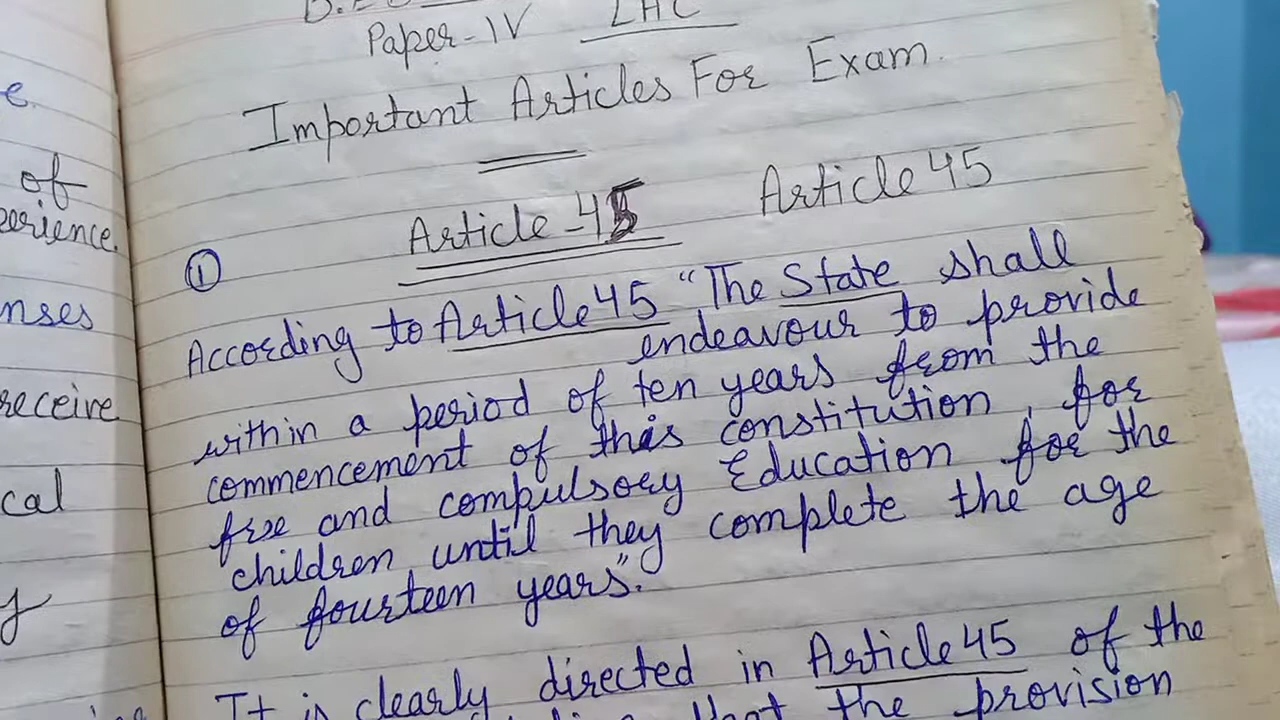 Paper-IV LAC
Important Articles For Exam.
Article-45 Article 45
①
According to Article 45 "The State shall
endeavour to provide
within a period of ten years from the
commencement of this constitution, for
free and compulsory Education for the
children until they complete the age
of fourteen years".
It is clearly directed in Article 45 of the
that the provision
e.
of
perience.
nses
receive
cal
y